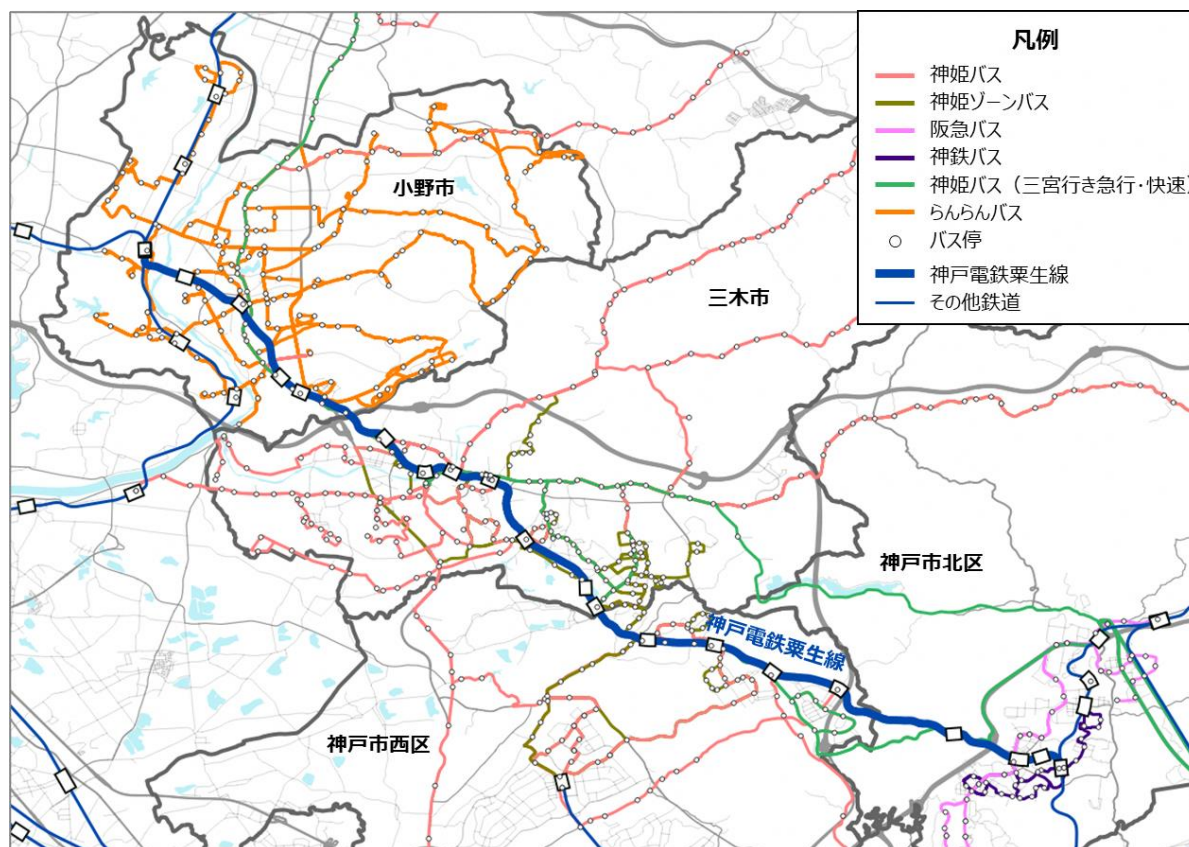 凡例
神姫バス
神姫ゾーンバス
阪急バス
神鉄バス
神姫バス（三宮行き急行・快速）
らんらんバス
バス停
神戸電鉄粟生線
その他鉄道
小野市
三木市
神戸市北区
神戸電鉄粟生線
神戸市西区